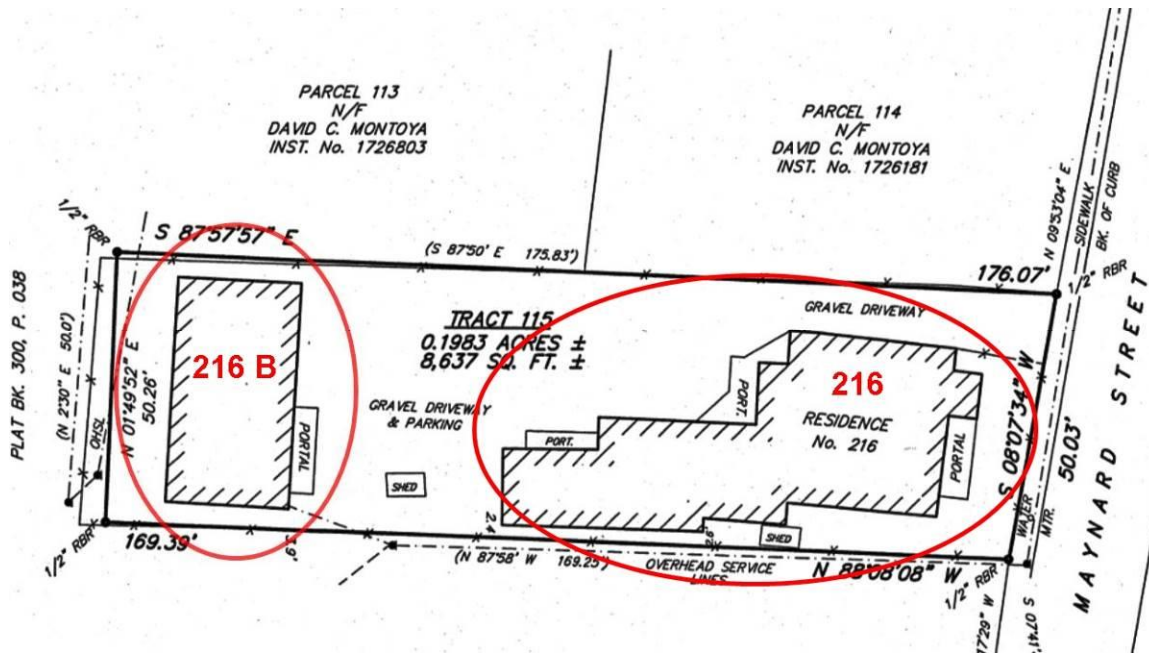 PARCEL 113
N/F
DAVID C. MONTOYA
INST. No. 1726803
PARCEL 114
N/F
DAVID C. MONTOYA
INST. No. 1726181
N 09°53'04" E
SIDEWALK
BK. OF CURB
1/2" RBR
S 87°57'57" E
(S 87°50' E 175.83')
176.07'
1/2" RBR
PLAT BK. 300, P. 038
(N 2°30" E 50.0')
OHSL
N 01°49'52" E
50.26'
216 B
PORTAL
TRACT 115
0.1983 ACRES ±
8,637 SQ. FT. ±
GRAVEL DRIVEWAY
GRAVEL DRIVEWAY
& PARKING
PORT.
PORT.
216
RESIDENCE
No. 216
PORTAL
S 08°07'34" W
50.03'
WATER
MTR.
MAYNARD STREET
SHED
SHED
1/2" RBR
169.39'
(N 87°58' W 169.25')
OVERHEAD SERVICE
LINES
N 88°08'08" W
1/2" RBR
17'29" W